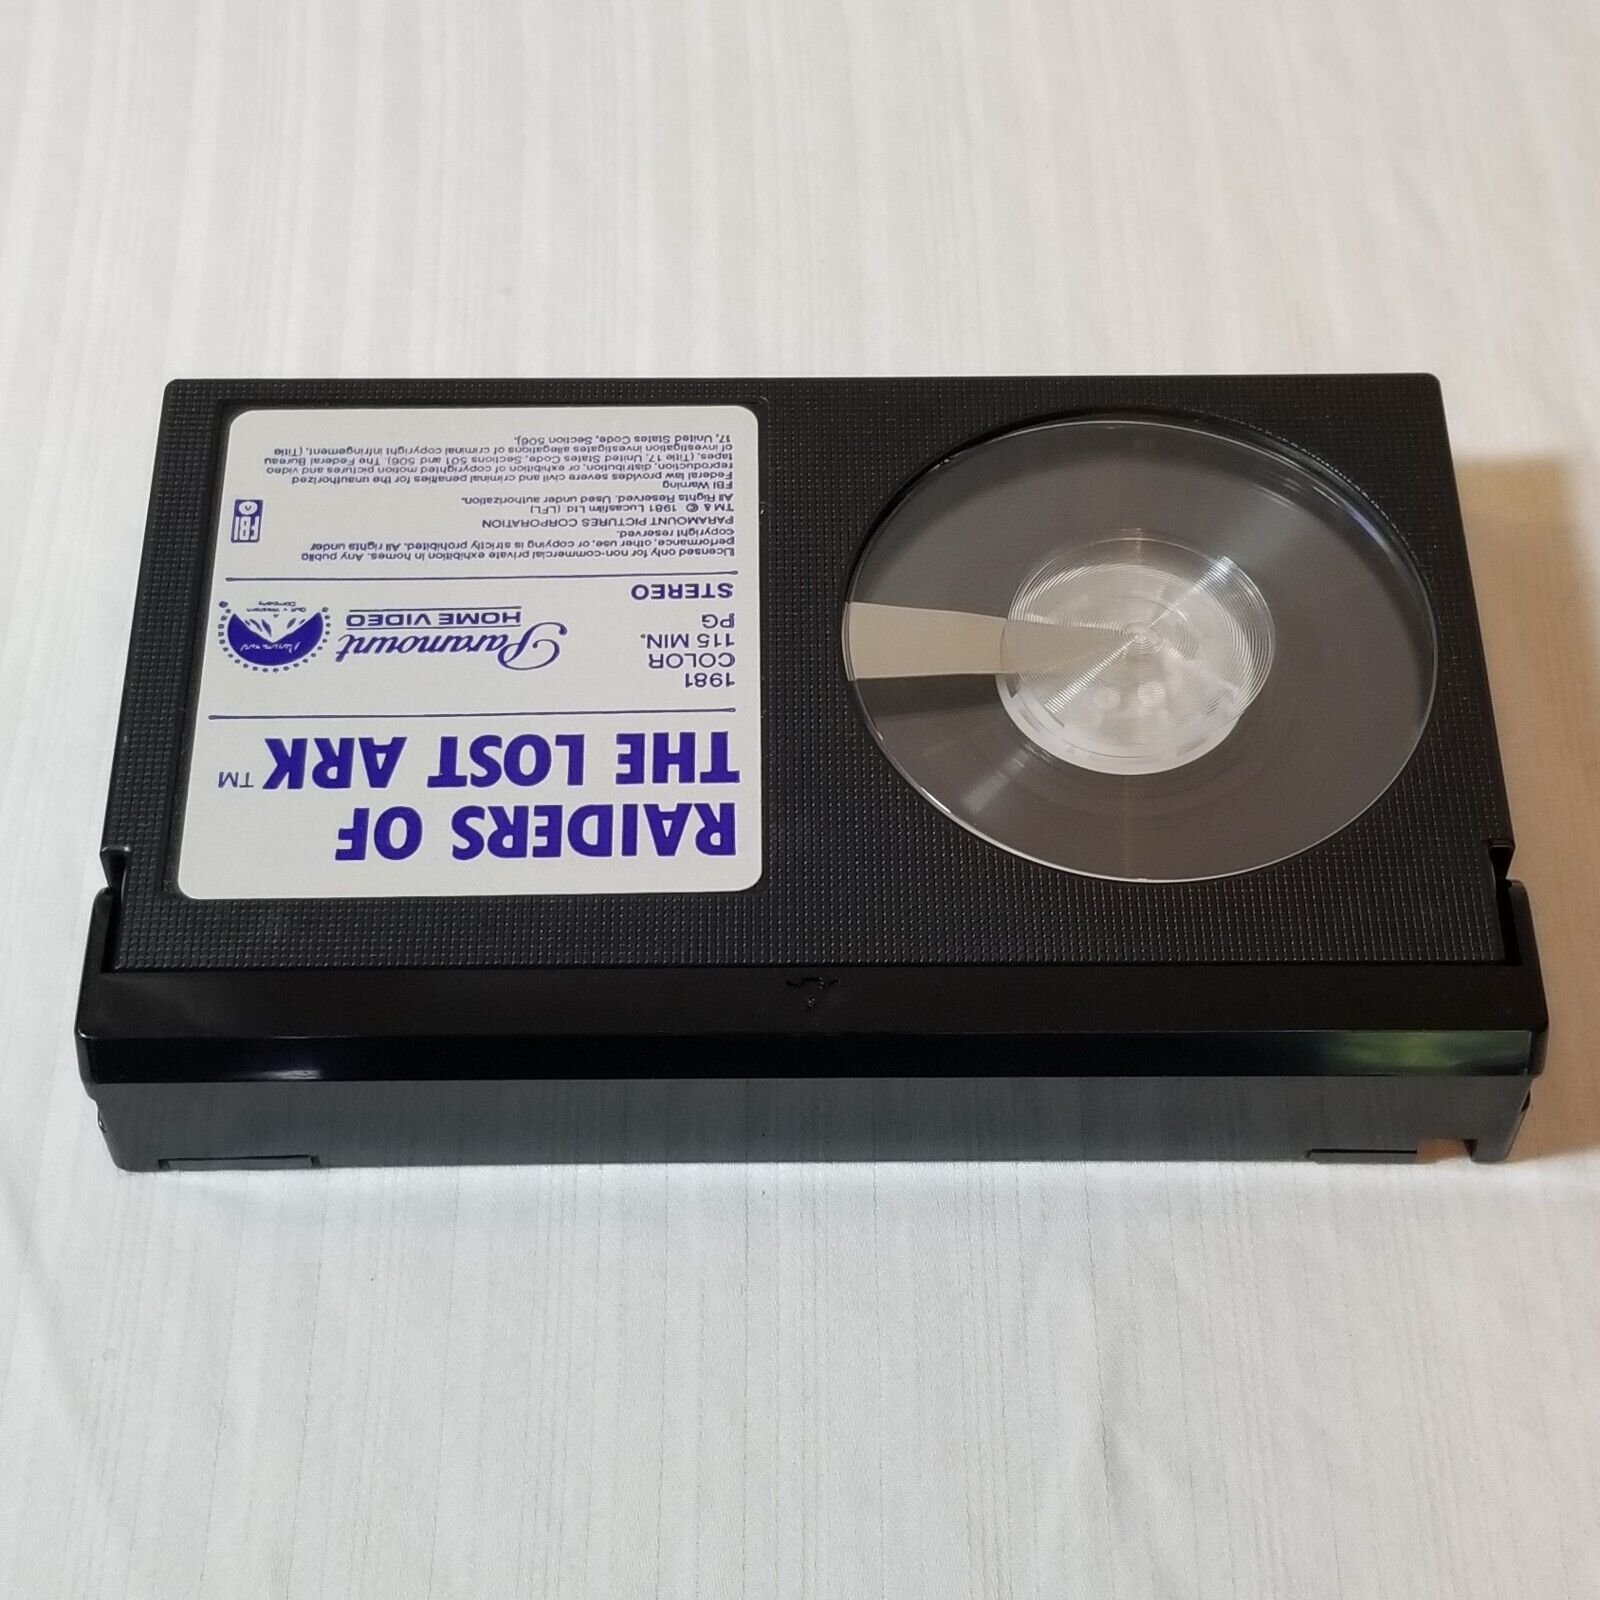 RAIDERS OF
THE LOST ARK™
1981
COLOR
115 MIN.
PG
STEREO
Paramount
HOME VIDEO
Paramount
Gulf + Western
Company
Licensed only for non-commercial private exhibition in homes. Any public
performance, other use, or copying is strictly prohibited. All rights under
copyright reserved.
PARAMOUNT PICTURES CORPORATION
TM & © 1981 Lucasfilm Ltd (LFL)
All Rights Reserved. Used under authorization.
FBI Warning
Federal law provides severe civil and criminal penalties for the unauthorized
reproduction, distribution, or exhibition of copyrighted motion pictures and video
tapes, (Title 17, United States Code, Sections 501 and 506). The Federal Bureau
of investigation investigates allegations of criminal copyright infringement, (Title
17, United States Code, Section 506).
FBI